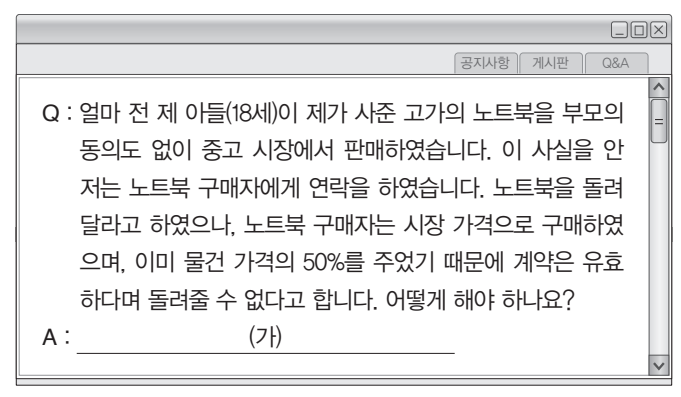 공지사항 게시판 Q&A
Q : 얼마 전 제 아들(18세)이 제가 사준 고가의 노트북을 부모의
동의도 없이 중고 시장에서 판매하였습니다. 이 사실을 안
저는 노트북 구매자에게 연락을 하였습니다. 노트북을 돌려
달라고 하였으나, 노트북 구매자는 시장 가격으로 구매하였
으며, 이미 물건 가격의 50%를 주었기 때문에 계약은 유효
하다며 돌려줄 수 없다고 합니다. 어떻게 해야 하나요?
A : (가)